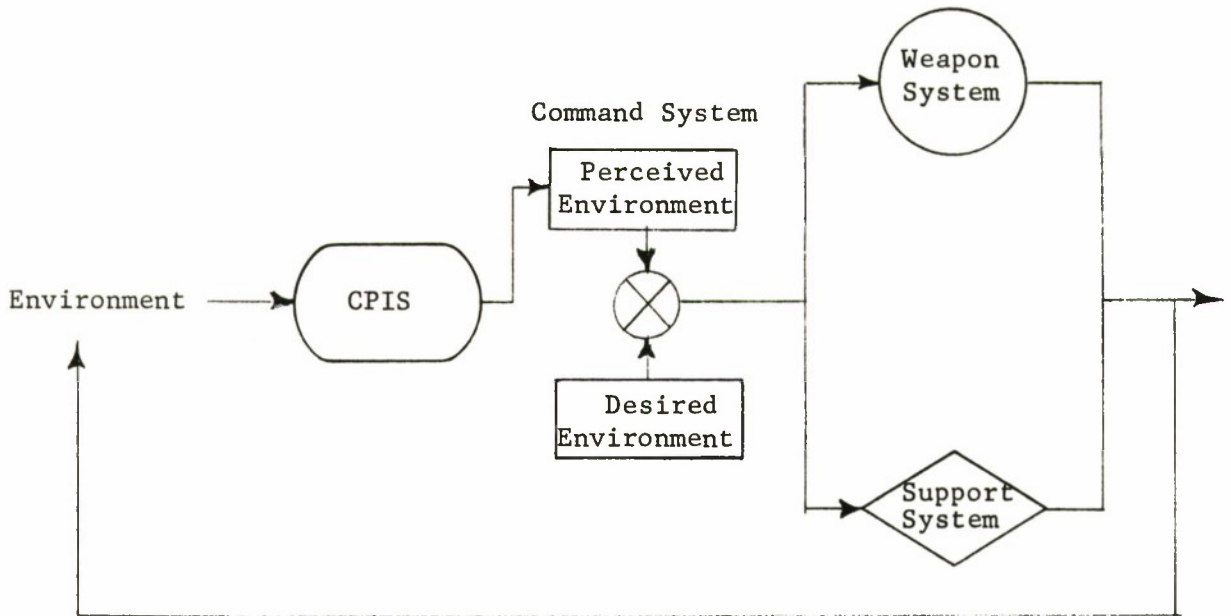 Weapon
System
Command System
Perceived
Environment
Environment
CPIS
Desired
Environment
Support
System